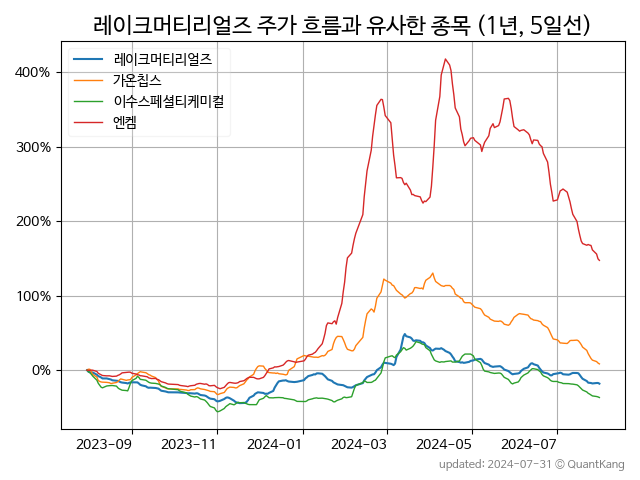 레이크머티리얼즈 주가 흐름과 유사한 종목 (1년, 5일선)
레이크머티리얼즈
가온칩스
이수스페셜티케미컬
엔켐
400%
300%
200%
100%
0%
2023-09 2023-11 2024-01 2024-03 2024-05 2024-07
updated: 2024-07-31 © QuantKang